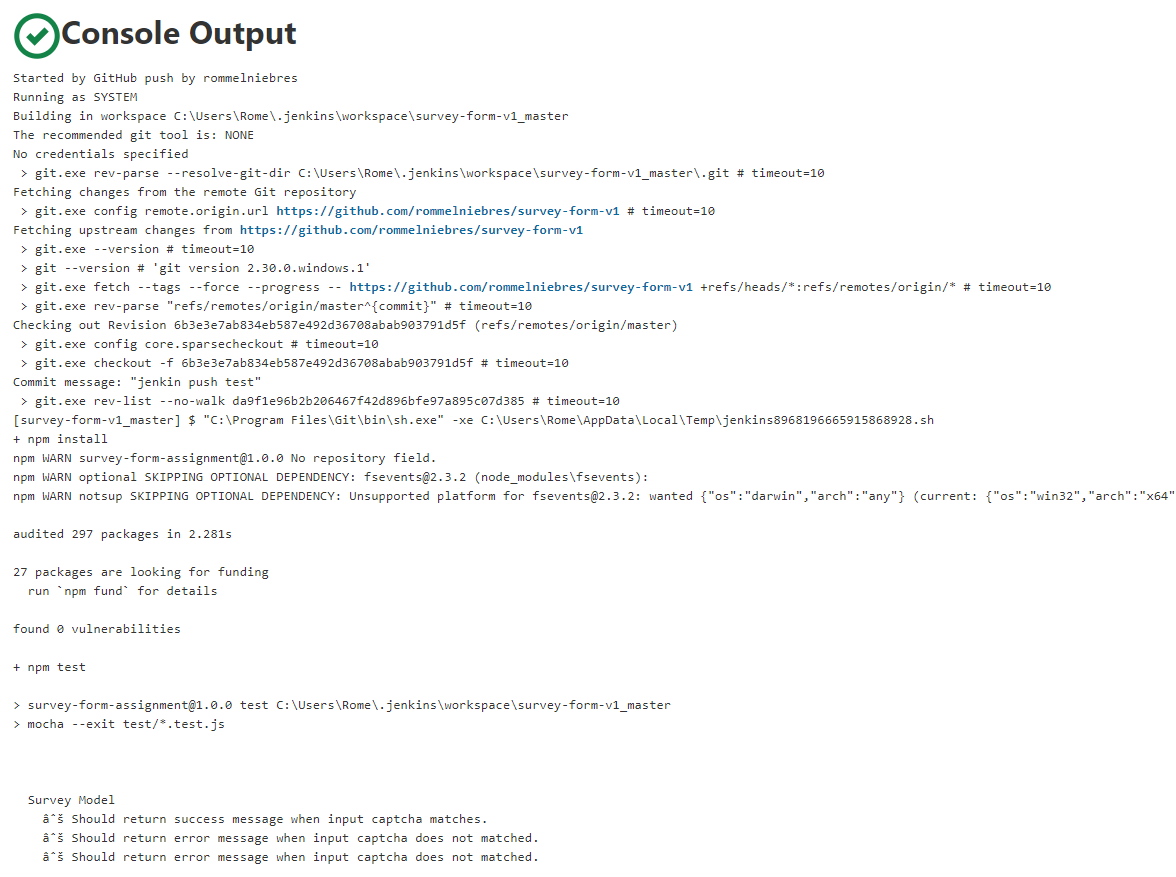 Console Output
Started by GitHub push by rommelniebres
Running as SYSTEM
Building in workspace C:\Users\Rome\.jenkins\workspace\survey-form-v1_master
The recommended git tool is: NONE
No credentials specified
 > git.exe rev-parse --resolve-git-dir C:\Users\Rome\.jenkins\workspace\survey-form-v1_master\.git # timeout=10
Fetching changes from the remote Git repository
 > git.exe config remote.origin.url https://github.com/rommelniebres/survey-form-v1 # timeout=10
Fetching upstream changes from https://github.com/rommelniebres/survey-form-v1
 > git.exe --version # timeout=10
 > git --version # 'git version 2.30.0.windows.1'
 > git.exe fetch --tags --force --progress -- https://github.com/rommelniebres/survey-form-v1 +refs/heads/*:refs/remotes/origin/* # timeout=10
 > git.exe rev-parse "refs/remotes/origin/master^{commit}" # timeout=10
Checking out Revision 6b3e3e7ab834eb587e492d36708abab903791d5f (refs/remotes/origin/master)
 > git.exe config core.sparsecheckout # timeout=10
 > git.exe checkout -f 6b3e3e7ab834eb587e492d36708abab903791d5f # timeout=10
Commit message: "jenkin push test"
 > git.exe rev-list --no-walk da9f1e96b2b206467f42d896bfe97a895c07d385 # timeout=10
[survey-form-v1_master] $ "C:\Program Files\Git\bin\sh.exe" -xe C:\Users\Rome\AppData\Local\Temp\jenkins8968196665915868928.sh
+ npm install
npm WARN survey-form-assignment@1.0.0 No repository field.
npm WARN optional SKIPPING OPTIONAL DEPENDENCY: fsevents@2.3.2 (node_modules\fsevents):
npm WARN notsup SKIPPING OPTIONAL DEPENDENCY: Unsupported platform for fsevents@2.3.2: wanted {"os":"darwin","arch":"any"} (current: {"os":"win32","arch":"x64"
audited 297 packages in 2.281s
27 packages are looking for funding
  run `npm fund` for details
found 0 vulnerabilities
+ npm test
> survey-form-assignment@1.0.0 test C:\Users\Rome\.jenkins\workspace\survey-form-v1_master
> mocha --exit test/*.test.js
  Survey Model
    âˆš Should return success message when input captcha matches.
    âˆš Should return error message when input captcha does not matched.
    âˆš Should return error message when input captcha does not matched.